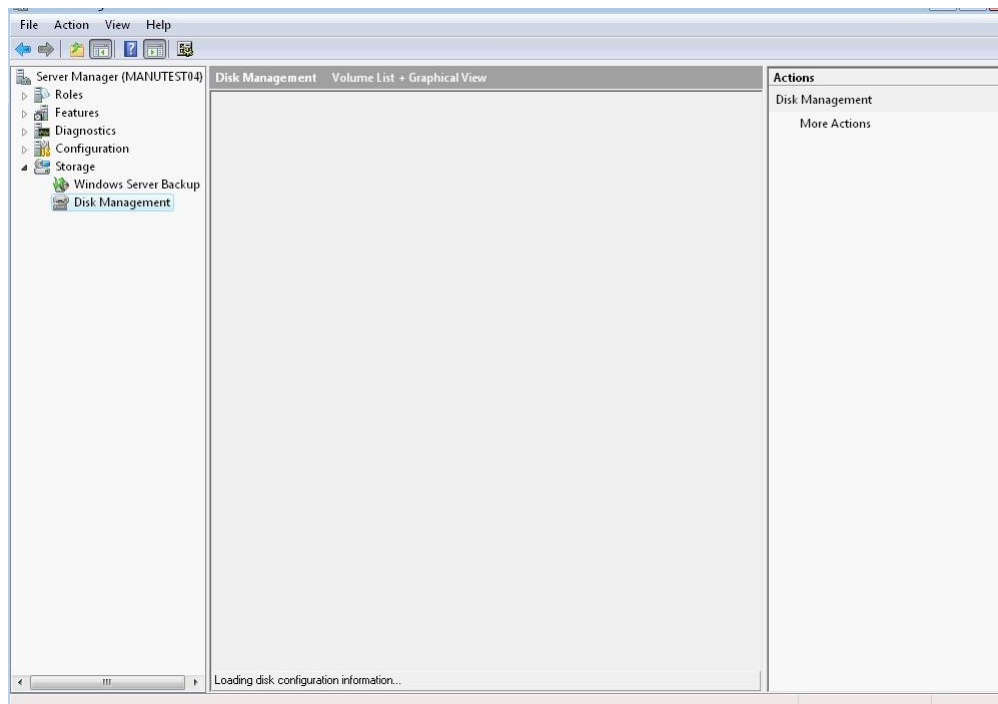 File Action View Help
Server Manager (MANUTEST04)
Roles
Features
Diagnostics
Configuration
Storage
Windows Server Backup
Disk Management
Disk Management Volume List + Graphical View
Loading disk configuration information...
Actions
Disk Management
More Actions